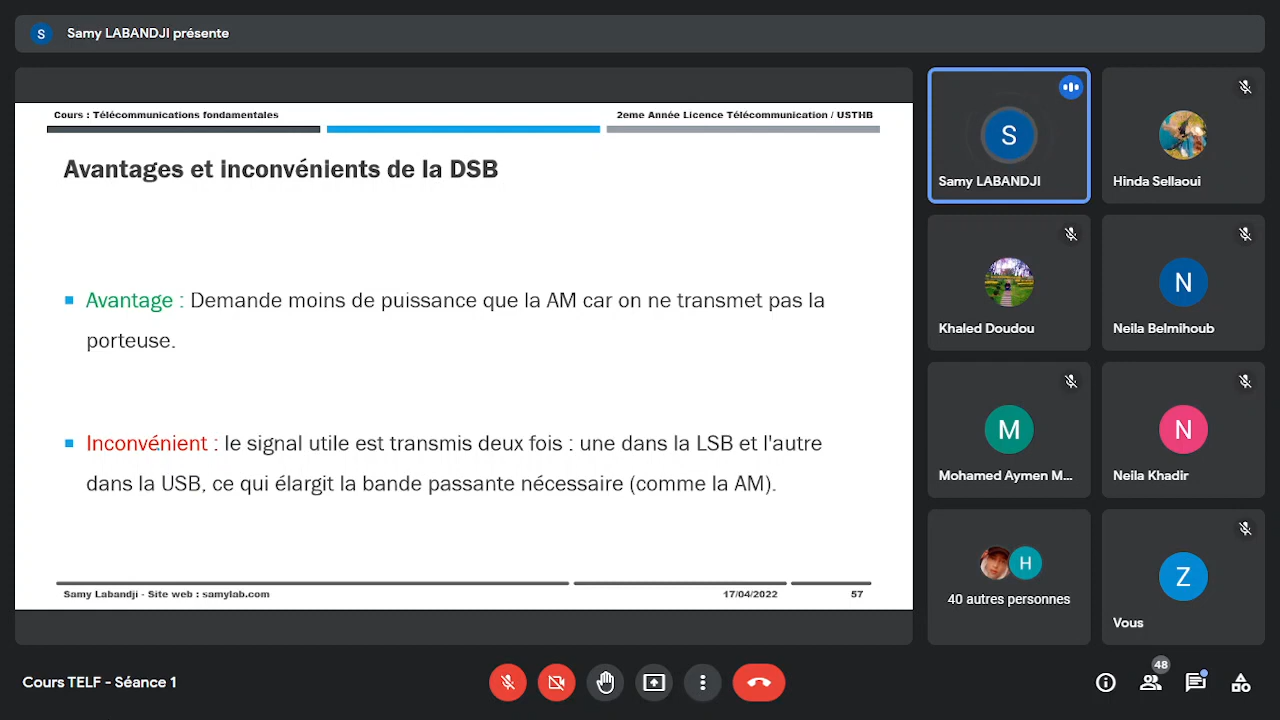 S Samy LABANDJI présente
Cours : Télécommunications fondamentales
2eme Année Licence Télécommunication / USTHB
Avantages et inconvénients de la DSB
Avantage : Demande moins de puissance que la AM car on ne transmet pas la
porteuse.
Inconvénient : le signal utile est transmis deux fois : une dans la LSB et l'autre
dans la USB, ce qui élargit la bande passante nécessaire (comme la AM).
Samy Labandji - Site web : samylab.com
17/04/2022
57
S
Samy LABANDJI
Hinda Sellaoui
Khaled Doudou
N
Neila Belmihoub
M
Mohamed Aymen M...
N
Neila Khadir
H
40 autres personnes
Z
Vous
Cours TELF - Séance 1
48